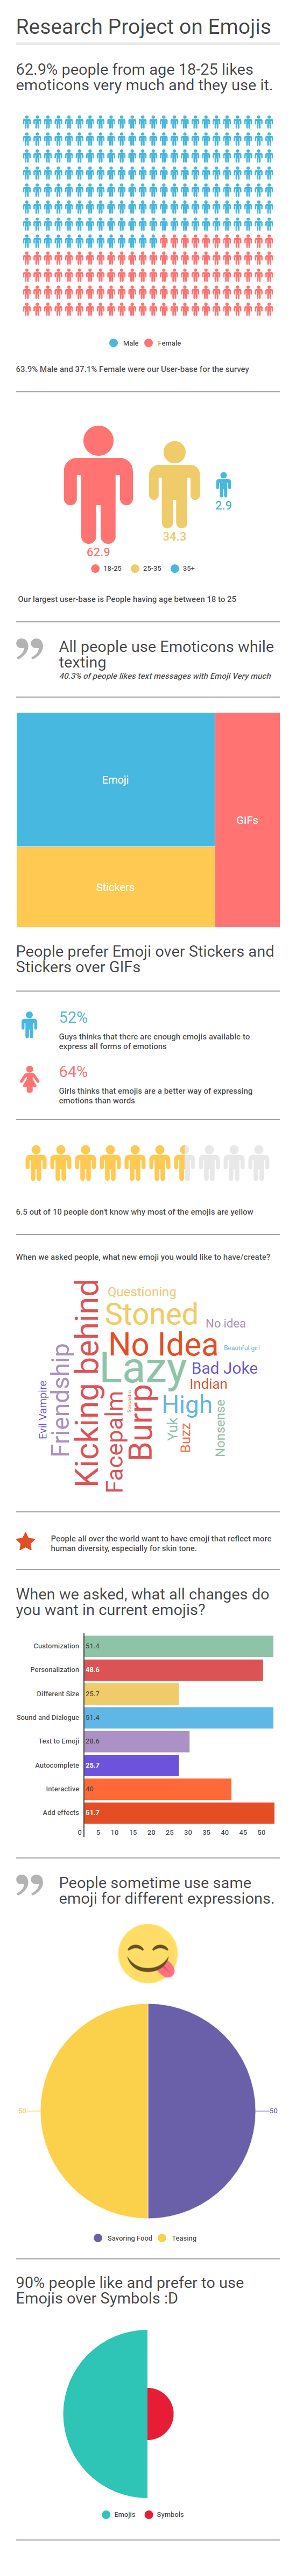 Research Project on Emojis
62.9% people from age 18-25 likes
emoticons very much and they use it.
Male Female
63.9% Male and 37.1% Female were our User-base for the survey
62.9
34.3
2.9
18-25 25-35 35+
Our largest user-base is People having age between 18 to 25
All people use Emoticons while
texting
40.3% of people likes text messages with Emoji Very much
Emoji
GIFs
Stickers
People prefer Emoji over Stickers and
Stickers over GIFs
52%
Guys thinks that there are enough emojis available to
express all forms of emotions
64%
Girls thinks that emojis are a better way of expressing
emotions than words
6.5 out of 10 people don't know why most of the emojis are yellow
When we asked people, what new emoji you would like to have/create?
Questioning
Stoned
No idea
No Idea
Beautiful girl
Lazy
Bad Joke
Indian
High
Evil Vampire
Friendship
Kicking behind
Facepalm
Sarcastic
Burrp
Yuk
Buzz
Nonsense
People all over the world want to have emoji that reflect more
human diversity, especially for skin tone.
When we asked, what all changes do
you want in current emojis?
Customization 51.4
Personalization 48.6
Different Size 25.7
Sound and Dialogue 51.4
Text to Emoji 28.6
Autocomplete 25.7
Interactive 40
Add effects 51.7
0 5 10 15 20 25 30 35 40 45 50
People sometime use same
emoji for different expressions.
50 50
Savoring Food Teasing
90% people like and prefer to use
Emojis over Symbols :D
Emojis Symbols